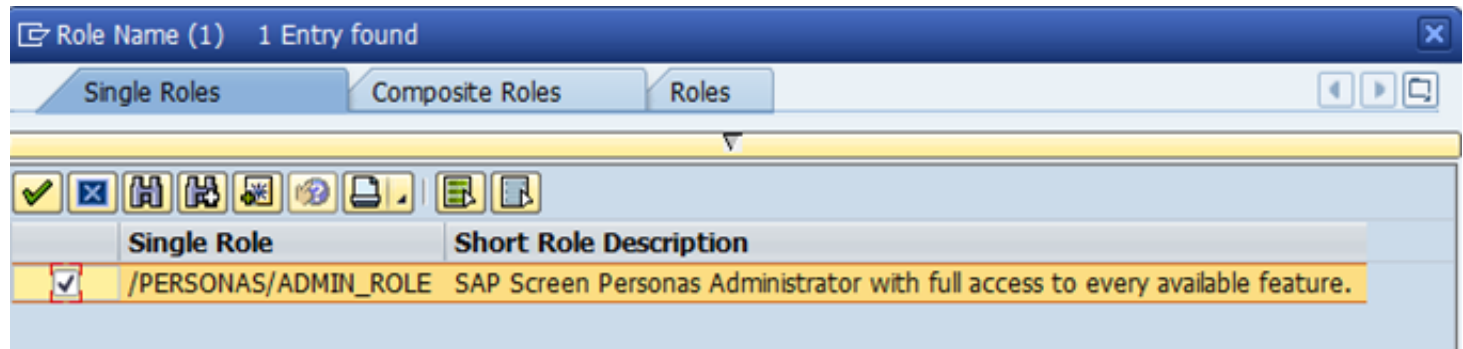 Role Name (1) 1 Entry found
Single Roles Composite Roles Roles
Single Role Short Role Description
/PERSONAS/ADMIN_ROLE SAP Screen Personas Administrator with full access to every available feature.